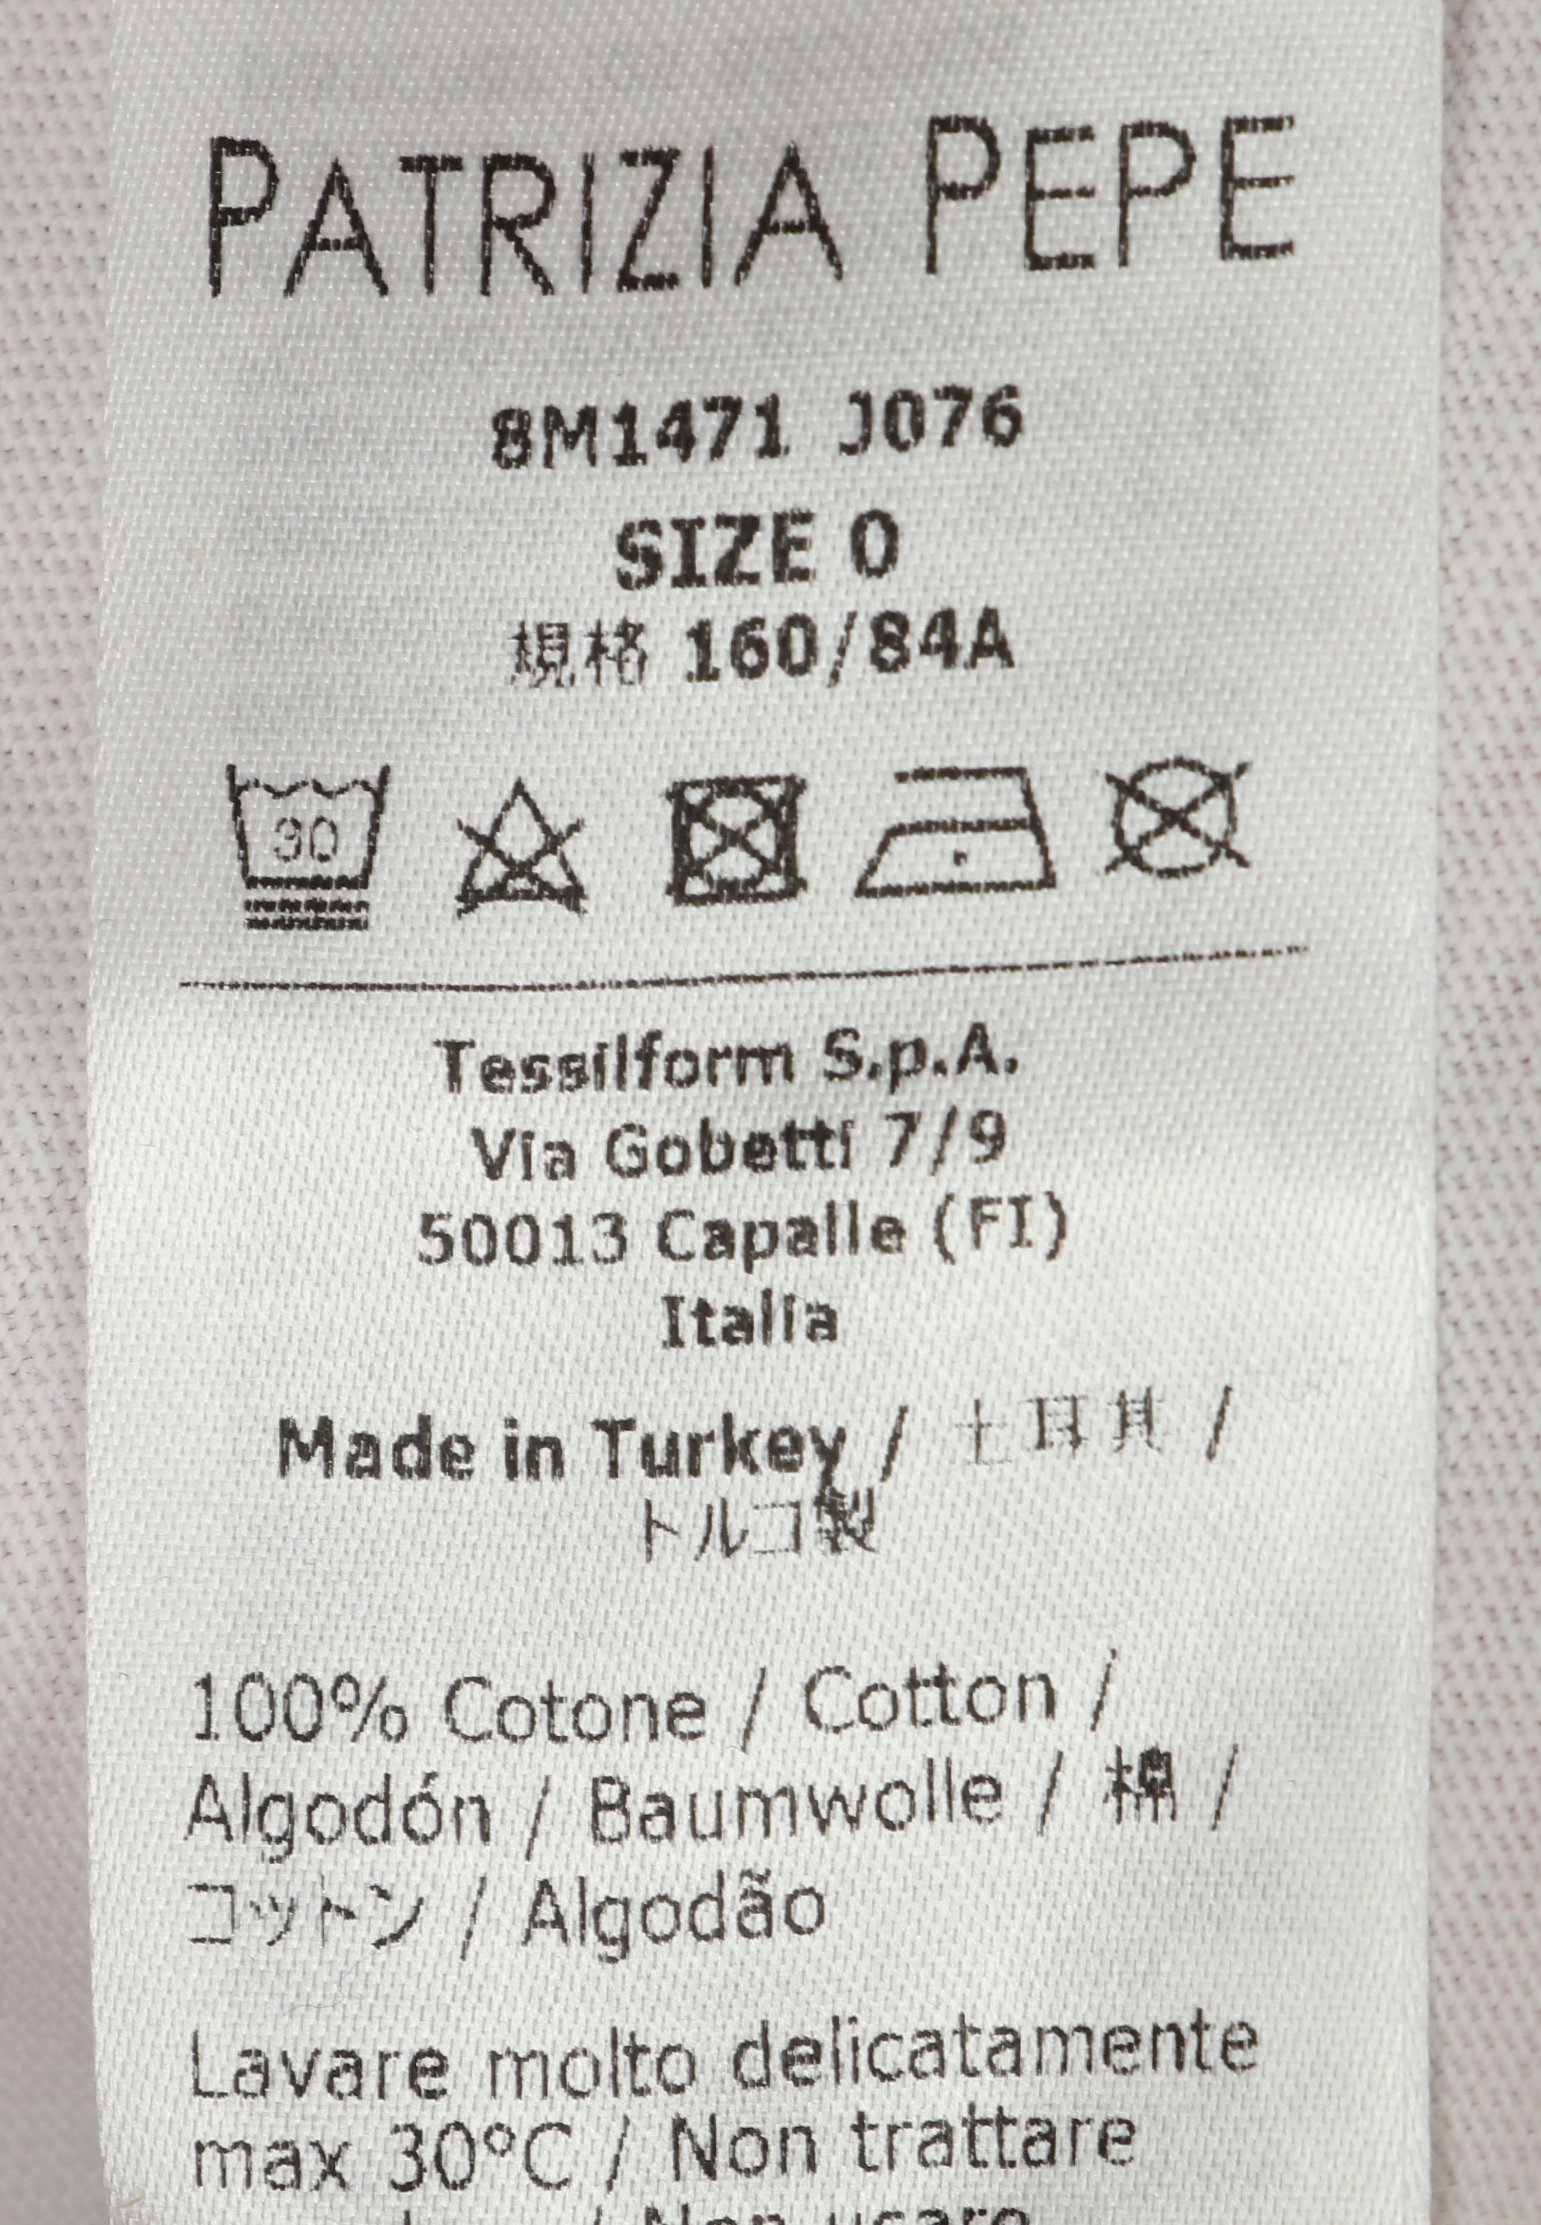 PATRIZIA PEPE
8M1471 J076
SIZE 0
規格 160/84A
30
Tessilform S.p.A.
Via Gobetti 7/9
50013 Capalle (FI)
Italia
Made in Turkey / 土耳其 /
トルコ製
100% Cotone / Cotton /
Algodón / Baumwolle / 棉 /
コットン / Algodão
Lavare molto delicatamente
max 30°C / Non trattare
/ Non usare